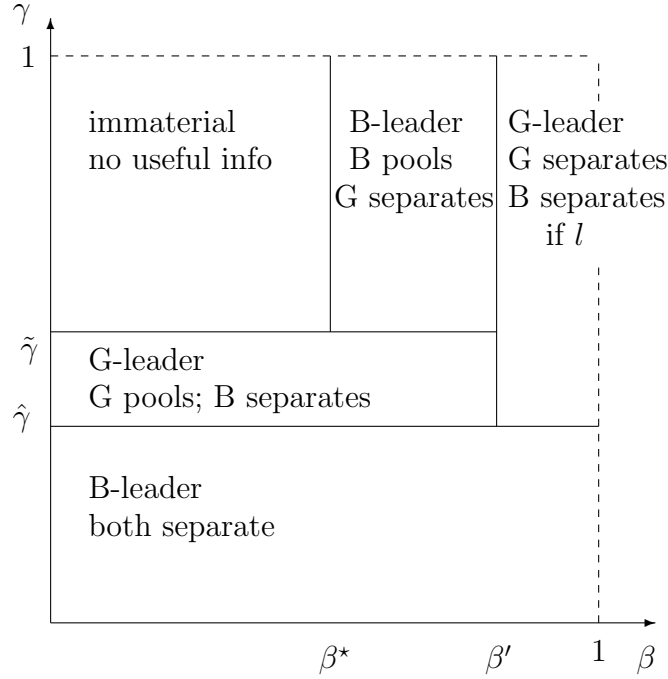 γ
1
immaterial
no useful info
B-leader
B pools
G separates
G-leader
G separates
B separates
if l
γ̃
G-leader
G pools; B separates
γ̂
B-leader
both separate
β⋆ β′ 1 β